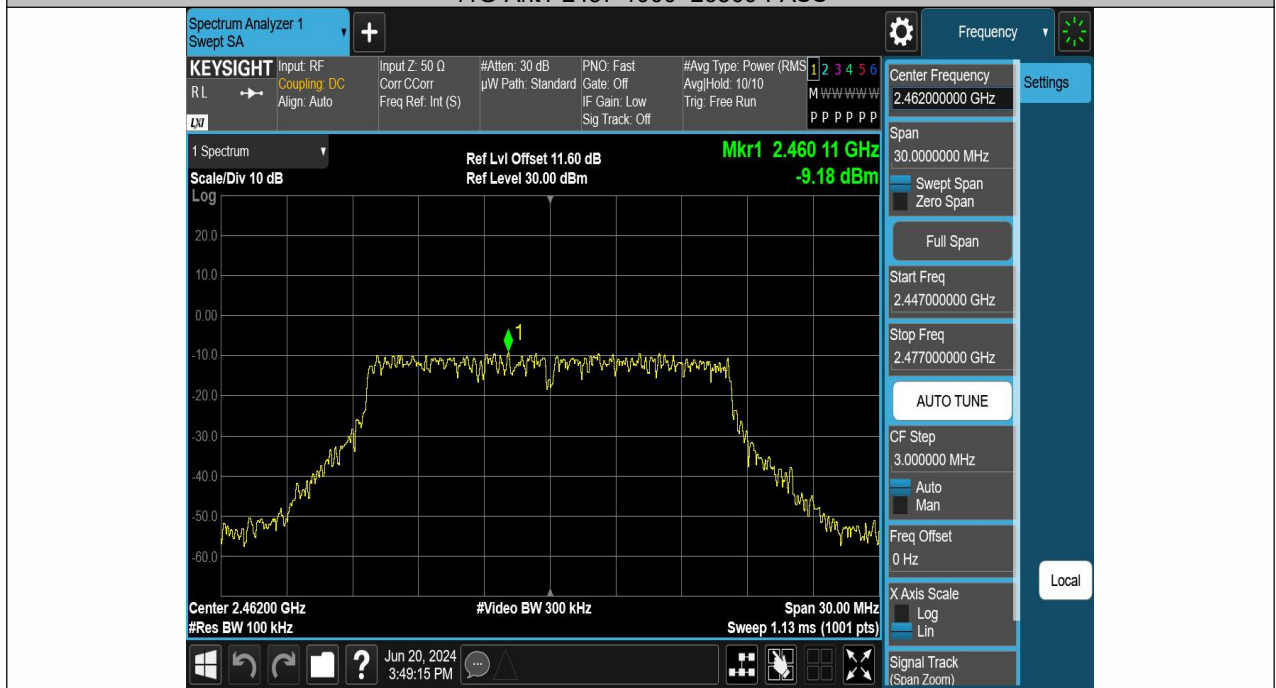 Spectrum Analyzer 1
Swept SA
+
Frequency
KEYSIGHT
RL
LXI
Input: RF
Coupling: DC
Align: Auto
Input Z: 50 Ω
Corr CCorr
Freq Ref: Int (S)
#Atten: 30 dB
µW Path: Standard
PNO: Fast
Gate: Off
IF Gain: Low
Sig Track: Off
#Avg Type: Power (RMS
Avg|Hold: 10/10
Trig: Free Run
1 2 3 4 5 6
M W W W W W
P P P P P P
1 Spectrum
Scale/Div 10 dB
Ref Lvl Offset 11.60 dB
Ref Level 30.00 dBm
Mkr1 2.460 11 GHz
-9.18 dBm
Log
20.0
10.0
0.00
-10.0
-20.0
-30.0
-40.0
-50.0
-60.0
1
Center 2.46200 GHz
#Res BW 100 kHz
#Video BW 300 kHz
Span 30.00 MHz
Sweep 1.13 ms (1001 pts)
Center Frequency
2.462000000 GHz
Span
30.0000000 MHz
Swept Span
Zero Span
Full Span
Start Freq
2.447000000 GHz
Stop Freq
2.477000000 GHz
AUTO TUNE
CF Step
3.000000 MHz
Auto
Man
Freq Offset
0 Hz
X Axis Scale
Log
Lin
Signal Track
(Span Zoom)
Settings
Local
?
Jun 20, 2024
3:49:15 PM